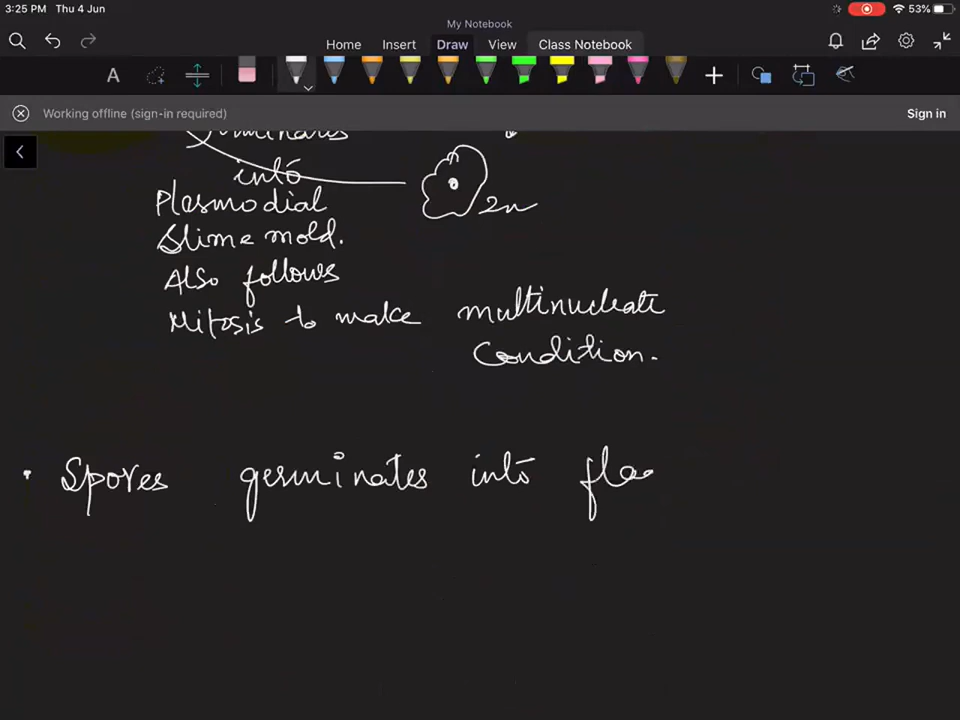 3:25 PM Thu 4 Jun
53%
My Notebook
Home Insert Draw View Class Notebook
A
Working offline (sign-in required)
Sign in
into
Plasmodial
2n
Slime mold.
Also follows
Mitosis to make multinucleate
Condition.
· Spores germinates into fla